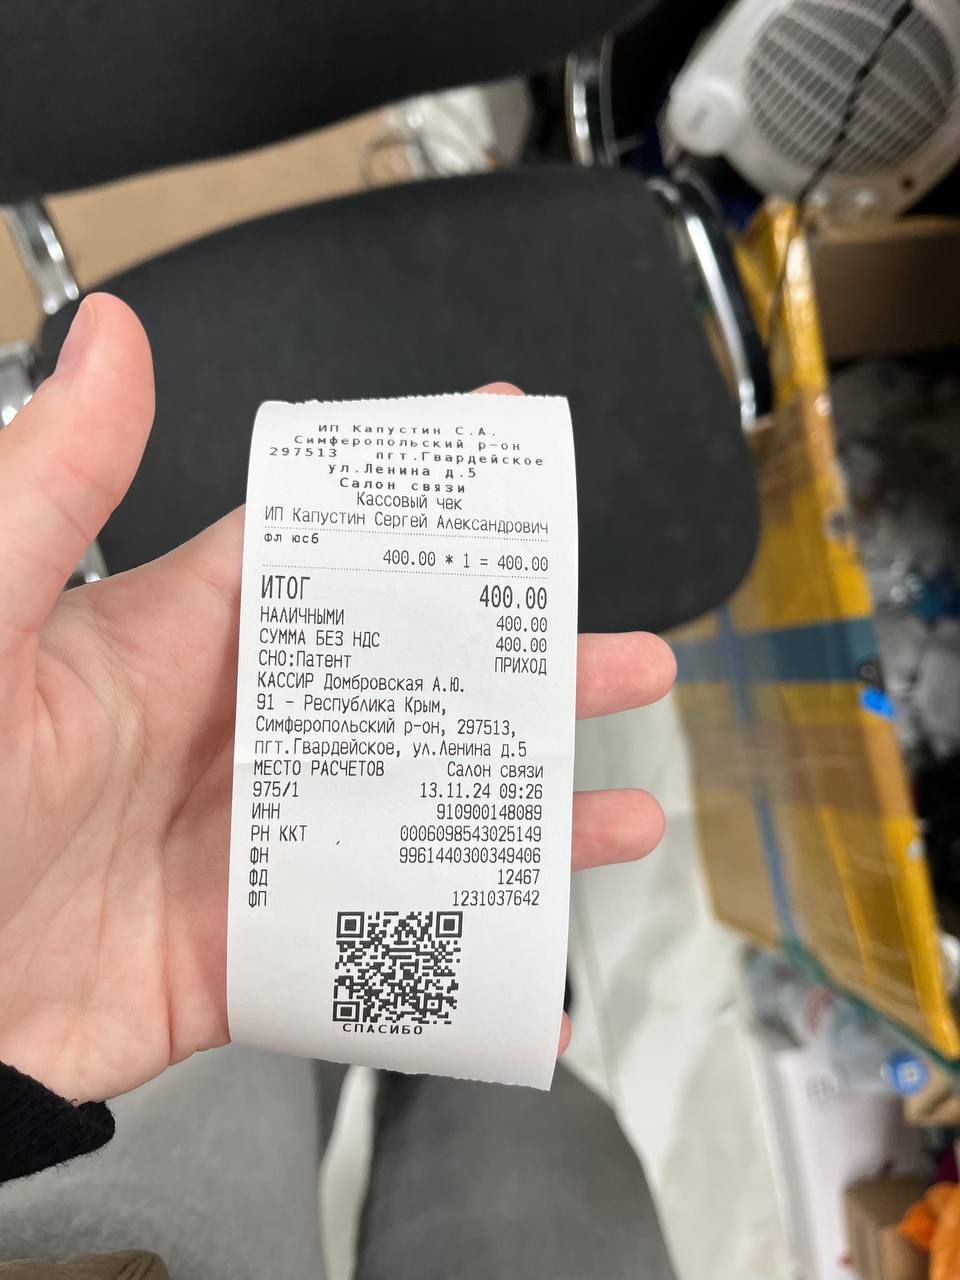 ИП Капустин С.А.
Симферопольский р-он
297513 пгт.Гвардейское
ул.Ленина д.5
Салон связи
Кассовый чек
ИП Капустин Сергей Александрович
фл юсб
400.00 * 1 = 400.00
ИТОГ 400.00
НАЛИЧНЫМИ 400.00
СУММА БЕЗ НДС 400.00
СНО:Патент ПРИХОД
КАССИР Домбровская А.Ю.
91 - Республика Крым,
Симферопольский р-он, 297513,
пгт.Гвардейское, ул.Ленина д.5
МЕСТО РАСЧЕТОВ Салон связи
975/1 13.11.24 09:26
ИНН 910900148089
РН ККТ 0006098543025149
ФН 9961440300349406
ФД 12467
ФП 1231037642
СПАСИБО